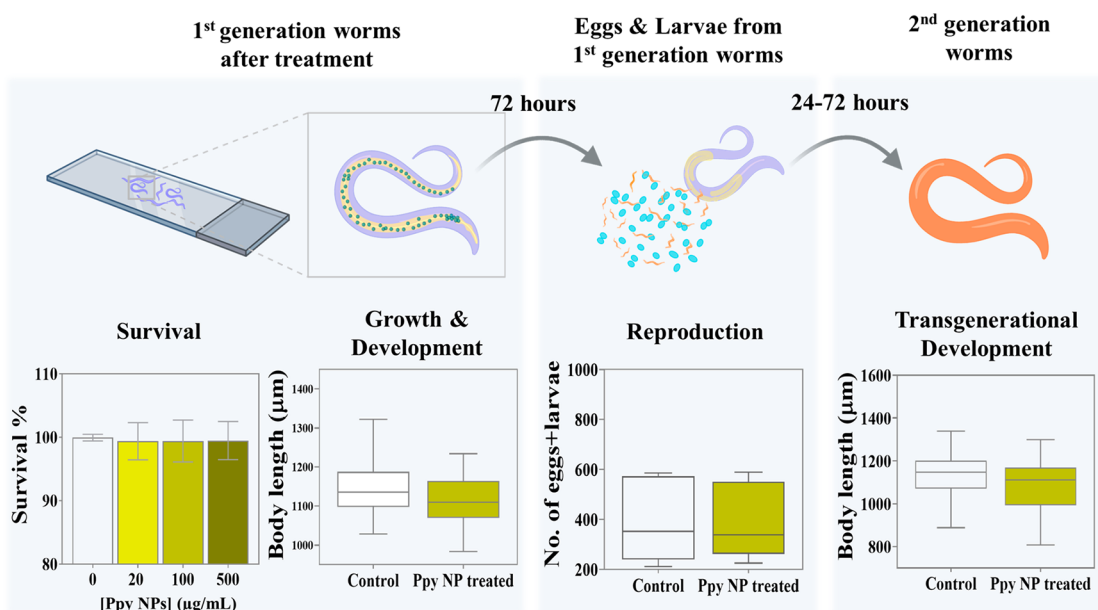 1st generation worms
after treatment
Eggs & Larvae from
1st generation worms
2nd generation
worms
72 hours
24-72 hours
Survival
Growth &
Development
Reproduction
Transgenerational
Development
Survival %
110
100
90
80
0 20 100 500
[Ppy NPs] (µg/mL)
Body length (µm)
1400
1300
1200
1100
1000
Control Ppy NP treated
No. of eggs+larvae
1000
800
600
400
200
Control Ppy NP treated
Body length (µm)
1600
1400
1200
1000
800
Control Ppy NP treated